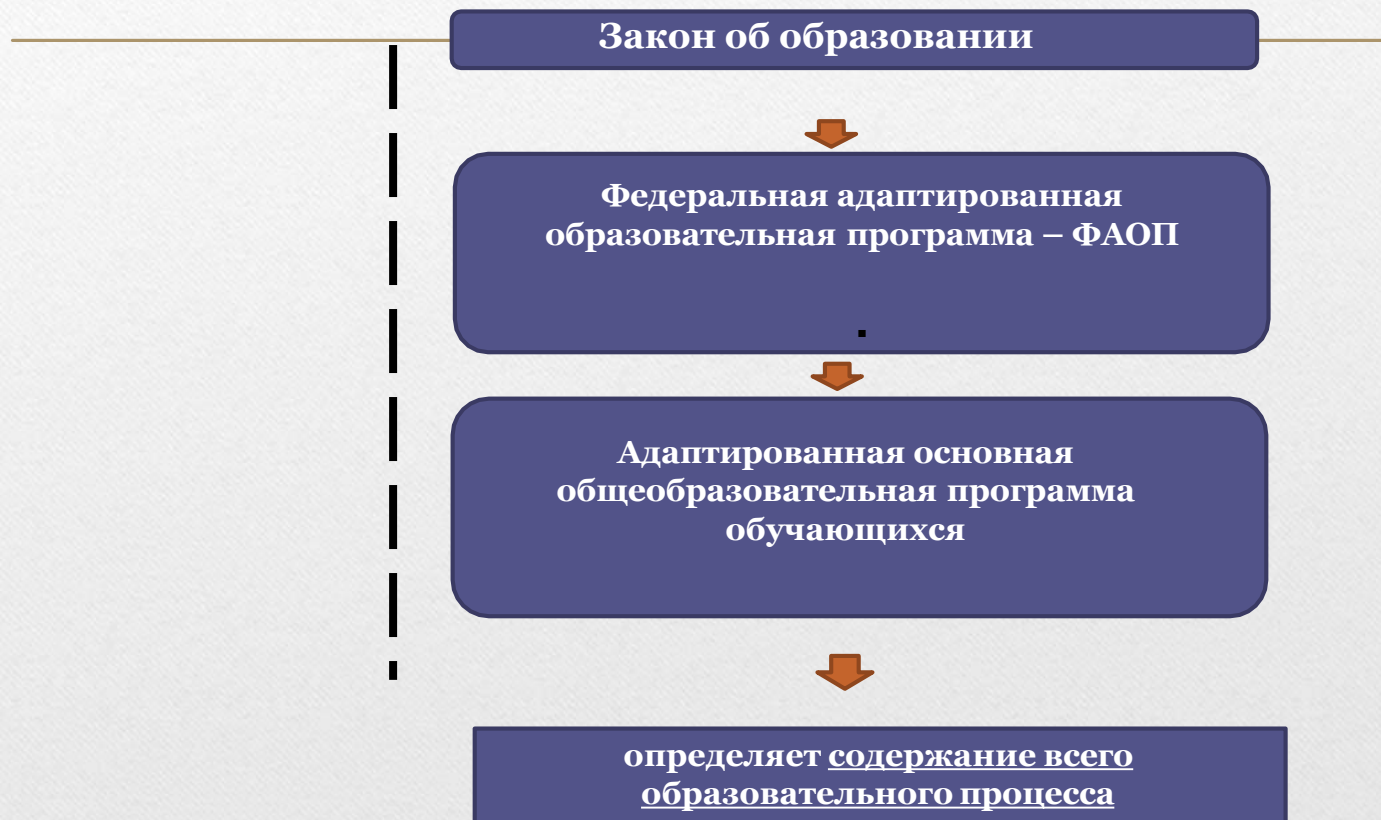 Закон об образовании
Федеральная адаптированная
образовательная программа – ФАОП
.
Адаптированная основная
общеобразовательная программа
обучающихся
определяет содержание всего
образовательного процесса